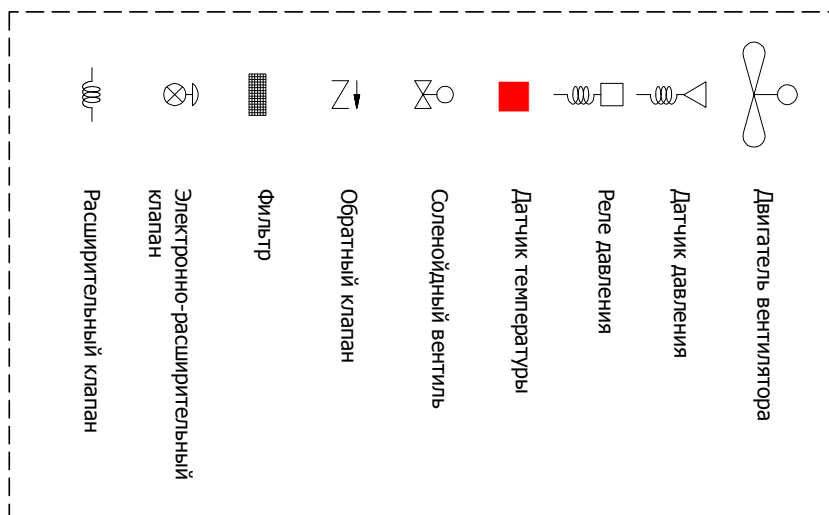 Двигатель вентилятора
Датчик давления
Реле давления
Датчик температуры
Соленойдный вентиль
Обратный клапан
Фильтр
Электронно-расширительный
клапан
Расширительный клапан